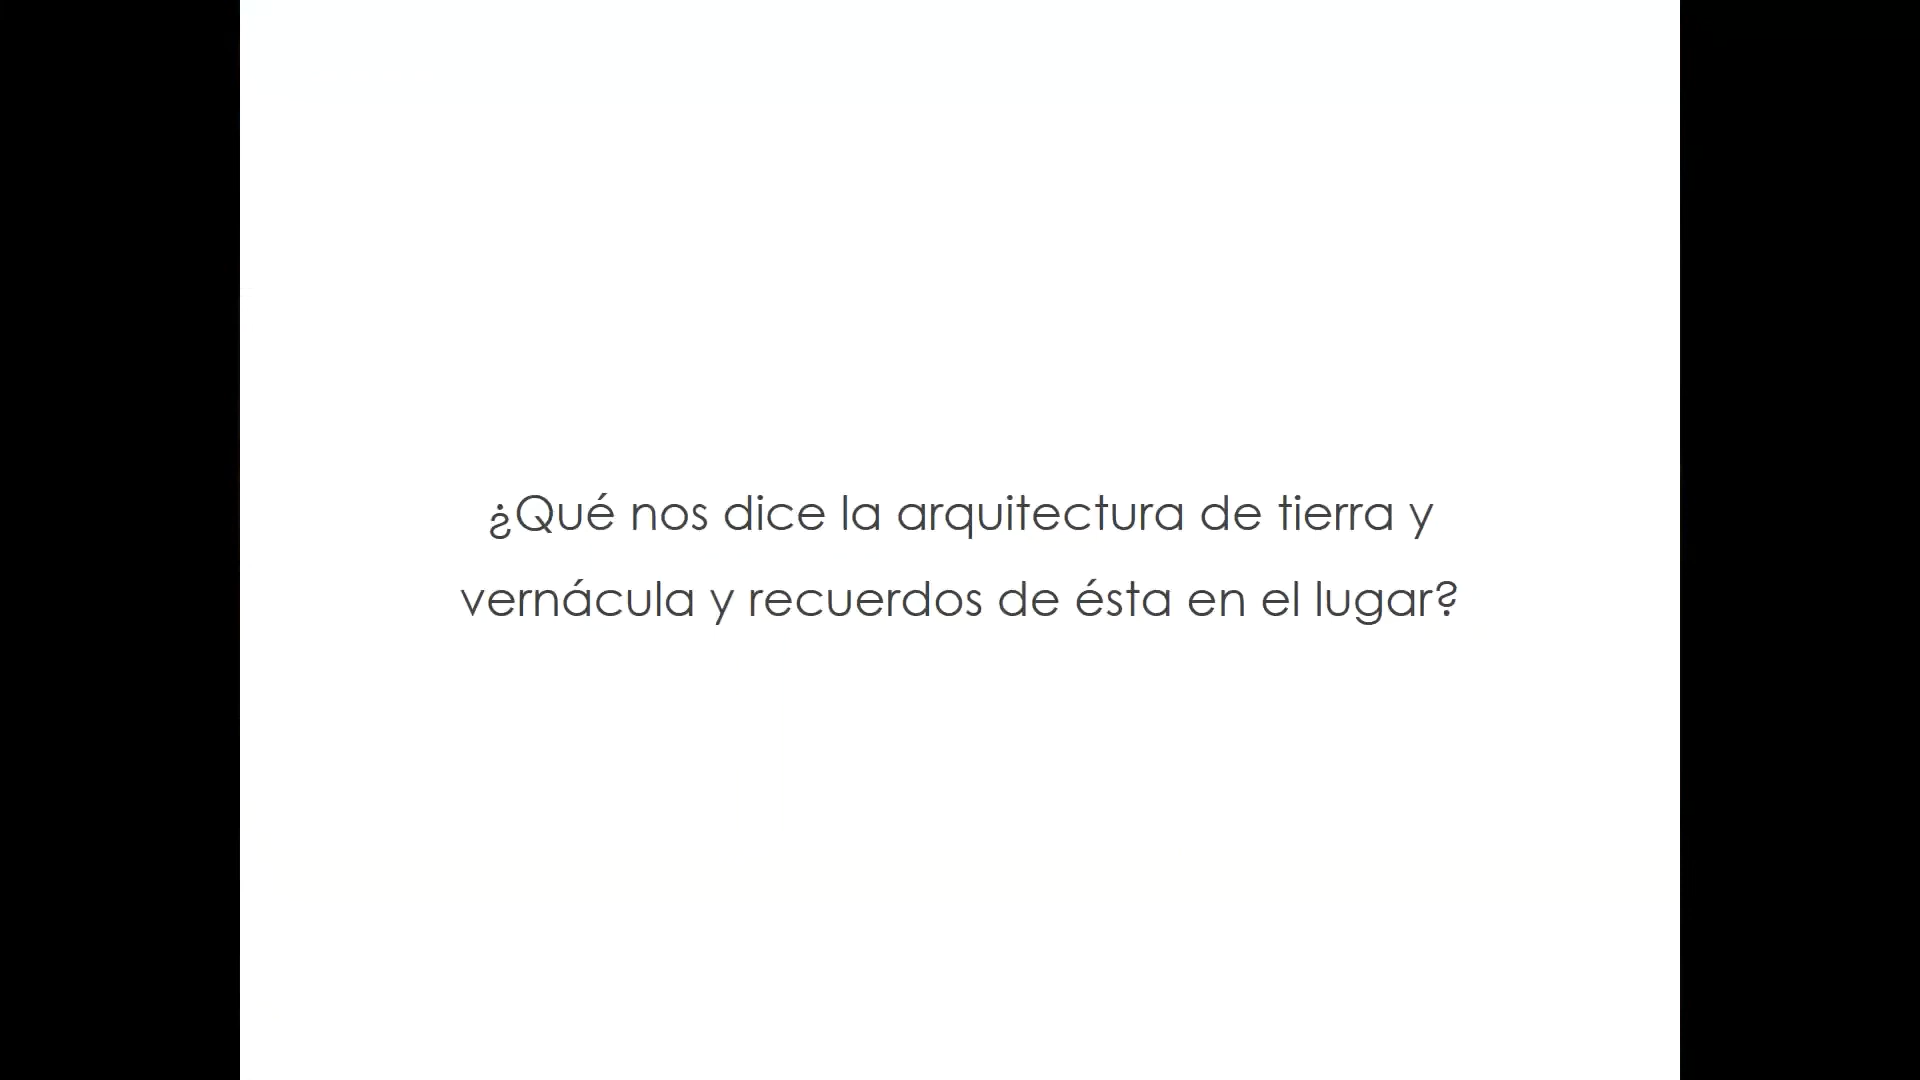 ¿Qué nos dice la arquitectura de tierra y
vernácula y recuerdos de ésta en el lugar?